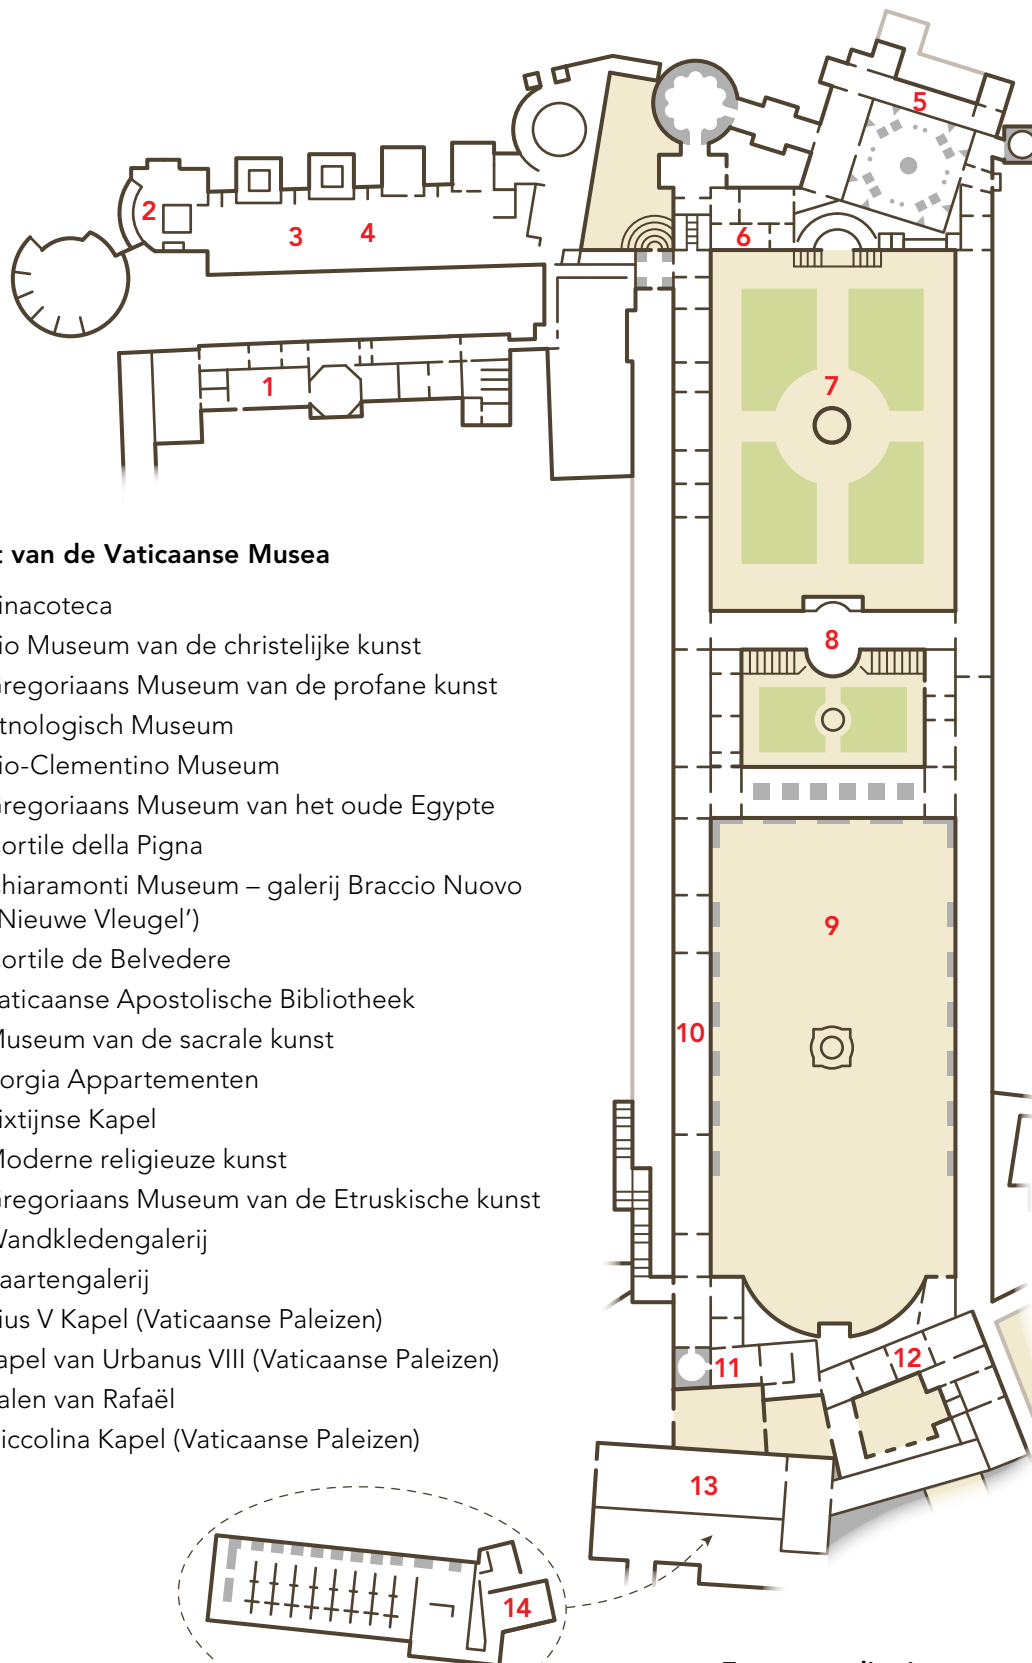 5
2
3
4
6
1
7
t van de Vaticaanse Musea
inacoteca
io Museum van de christelijke kunst
regoriaans Museum van de profane kunst
tnologisch Museum
io-Clementino Museum
regoriaans Museum van het oude Egypte
ortile della Pigna
hiaramonti Museum – galerij Braccio Nuovo
Nieuwe Vleugel’)
ortile de Belvedere
aticaanse Apostolische Bibliotheek
useum van de sacrale kunst
orgia Appartementen
ixtijnse Kapel
oderne religieuze kunst
regoriaans Museum van de Etruskische kunst
andkledengalerij
aartengalerij
ius V Kapel (Vaticaanse Paleizen)
apel van Urbanus VIII (Vaticaanse Paleizen)
alen van Rafaël
iccolina Kapel (Vaticaanse Paleizen)
8
9
10
11
12
13
14